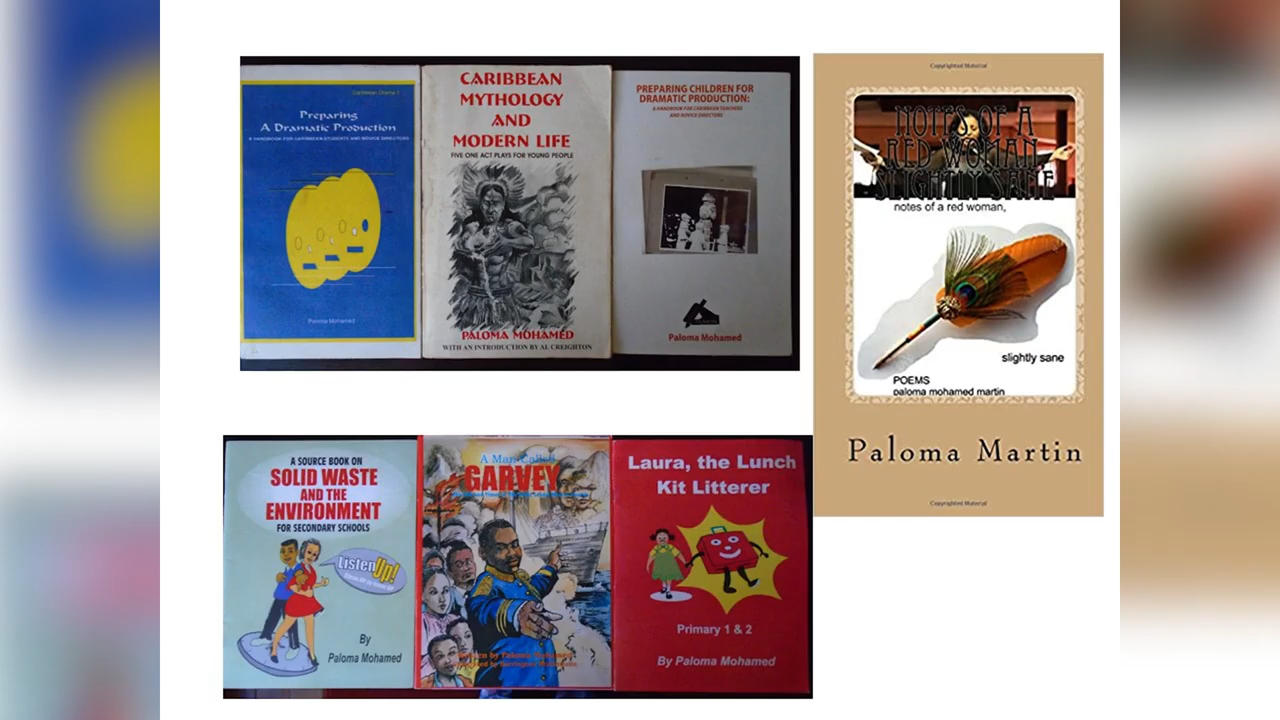 Caribbean Drama 1
Preparing
A Dramatic Production
A HANDBOOK FOR CARIBBEAN STUDENTS AND NOVICE DIRECTORS
Paloma Mohamed
CARIBBEAN
MYTHOLOGY
AND
MODERN LIFE
FIVE ONE ACT PLAYS FOR YOUNG PEOPLE
PALOMA MOHAMED
WITH AN INTRODUCTION BY AL CREIGHTON
PREPARING CHILDREN FOR
DRAMATIC PRODUCTION:
A HANDBOOK FOR CARIBBEAN TEACHERS
AND NOVICE DIRECTORS
Paloma Mohamed
Copyrighted Material
NOTES OF A
RED WOMAN
SLIGHTLY SANE
notes of a red woman,
slightly sane
POEMS
paloma mohamed martin
Paloma Martin
Copyrighted Material
A SOURCE BOOK ON
SOLID WASTE
AND THE
ENVIRONMENT
FOR SECONDARY SCHOOLS
Listen Up!
By
Paloma Mohamed
A Man Called
GARVEY
Written by Paloma Mohamed
Laura, the Lunch
Kit Litterer
Primary 1 & 2
By Paloma Mohamed